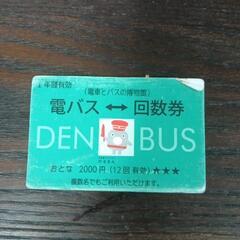 1年間有効
(電車とバスの博物館)
電バス ↔ 回数券
DEN BUS
おとな 2000円 (12回有効) ★★★
複数名でもご利用いただけます。